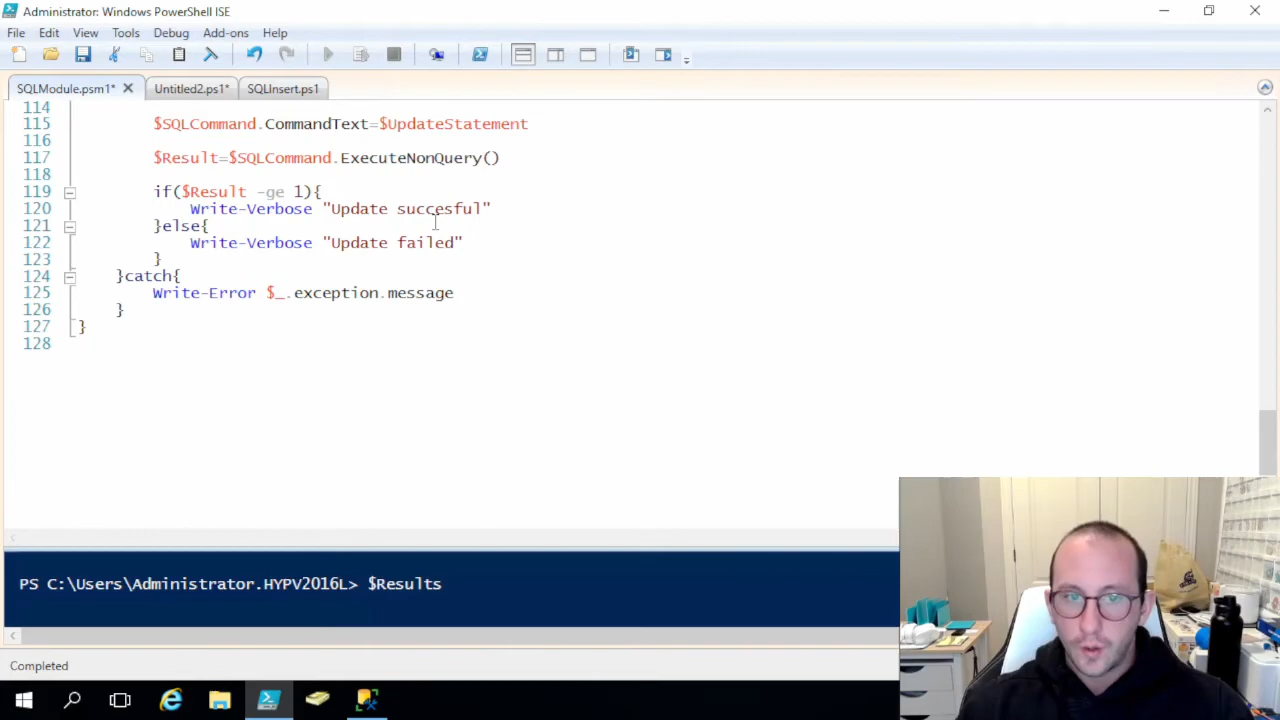 Administrator: Windows PowerShell ISE
File Edit View Tools Debug Add-ons Help
SQLModule.psm1* Untitled2.ps1* SQLInsert.ps1
114
115 $SQLCommand.CommandText=$UpdateStatement
116
117 $Result=$SQLCommand.ExecuteNonQuery()
118
119 if($Result -ge 1){
120 Write-Verbose "Update succesful"
121 }else{
122 Write-Verbose "Update failed"
123 }
124 }catch{
125 Write-Error $_.exception.message
126 }
127 }
128
PS C:\Users\Administrator.HYPV2016L> $Results
Completed